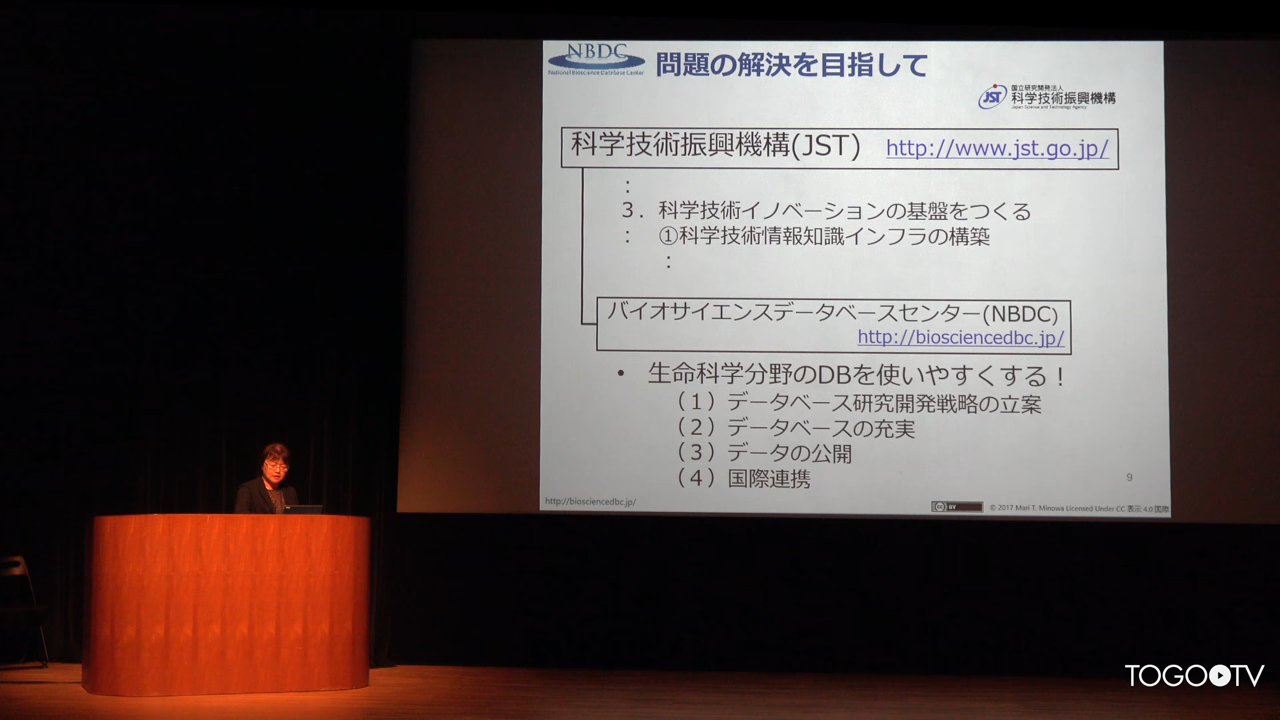 NBDC
National Bioscience Database Center
問題の解決を目指して
JST
国立研究開発法人
科学技術振興機構
Japan Science and Technology Agency
科学技術振興機構(JST) http://www.jst.go.jp/
：
３．科学技術イノベーションの基盤をつくる
： ①科学技術情報知識インフラの構築
：
バイオサイエンスデータベースセンター(NBDC)
http://biosciencedbc.jp/
• 生命科学分野のDBを使いやすくする！
（１）データベース研究開発戦略の立案
（２）データベースの充実
（３）データの公開
（４）国際連携
9
http://biosciencedbc.jp/
cc BY © 2017 Mari T. Minowa Licensed Under CC 表示 4.0 国際
TOGOTV